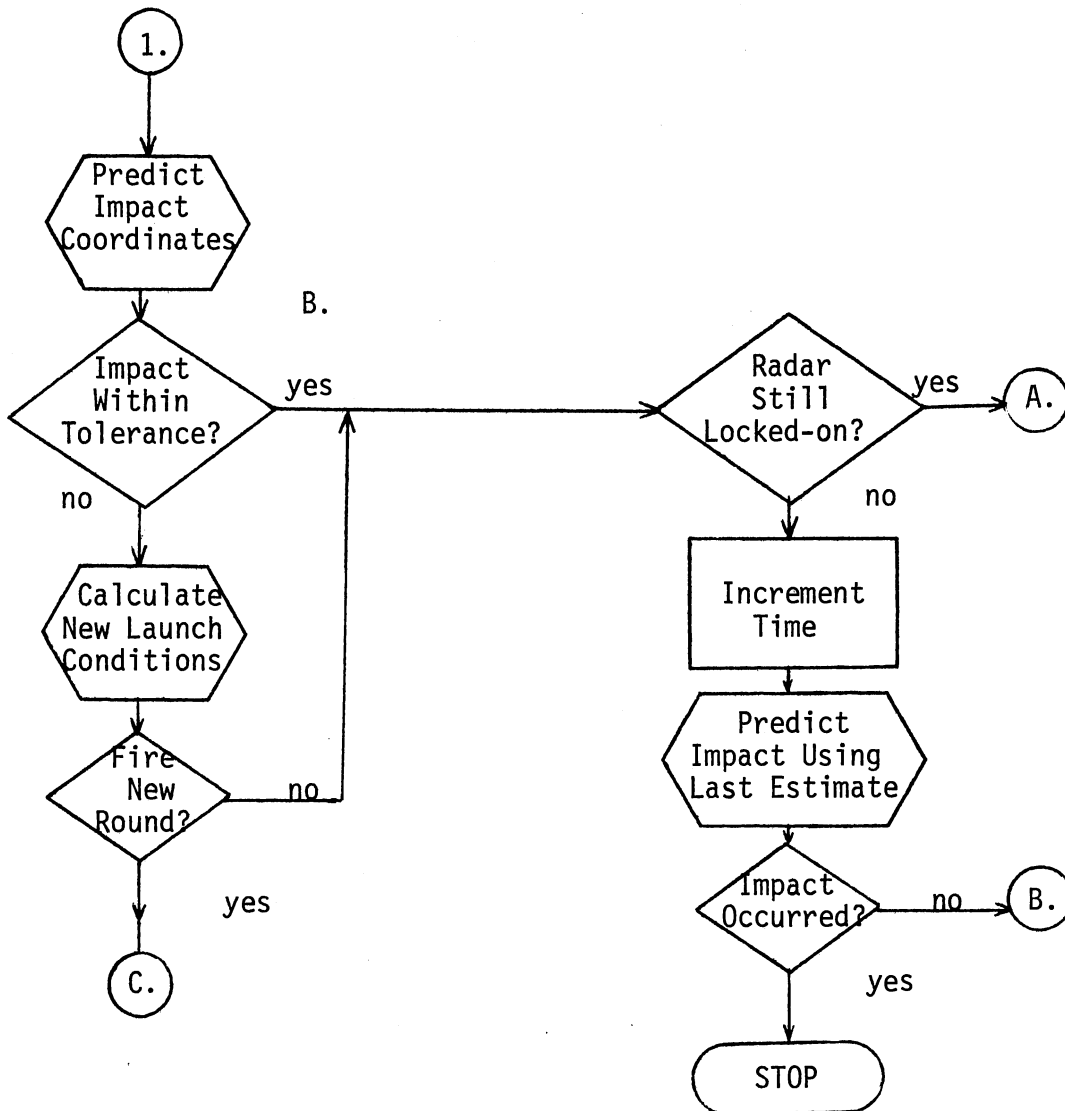 1.
Predict
Impact
Coordinates
B.
Impact
Within
Tolerance?
yes
no
Calculate
New Launch
Conditions
Fire
New
Round?
no
yes
C.
Radar
Still
Locked-on?
yes
A.
no
Increment
Time
Predict
Impact Using
Last Estimate
Impact
Occurred?
no
B.
yes
STOP